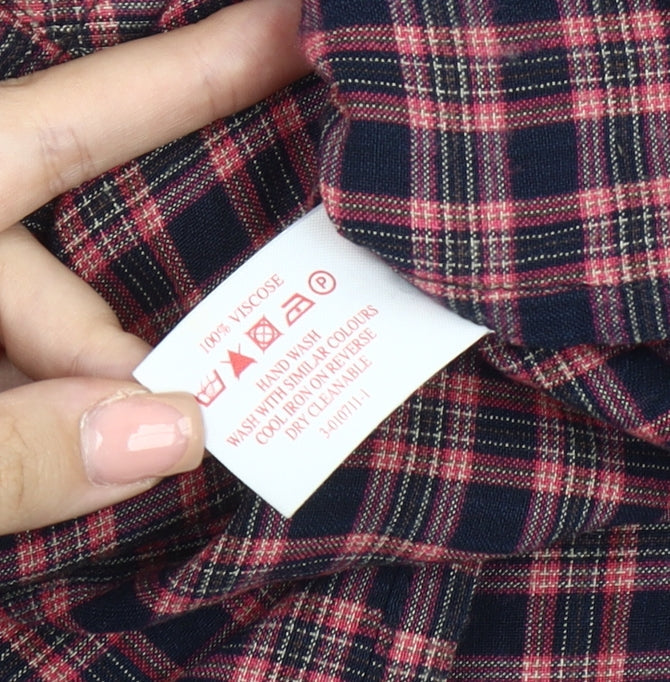 100% VISCOSE
P
HAND WASH
WASH WITH SIMILAR COLOURS
COOL IRON ON REVERSE
DRY CLEANABLE
3-010711-1